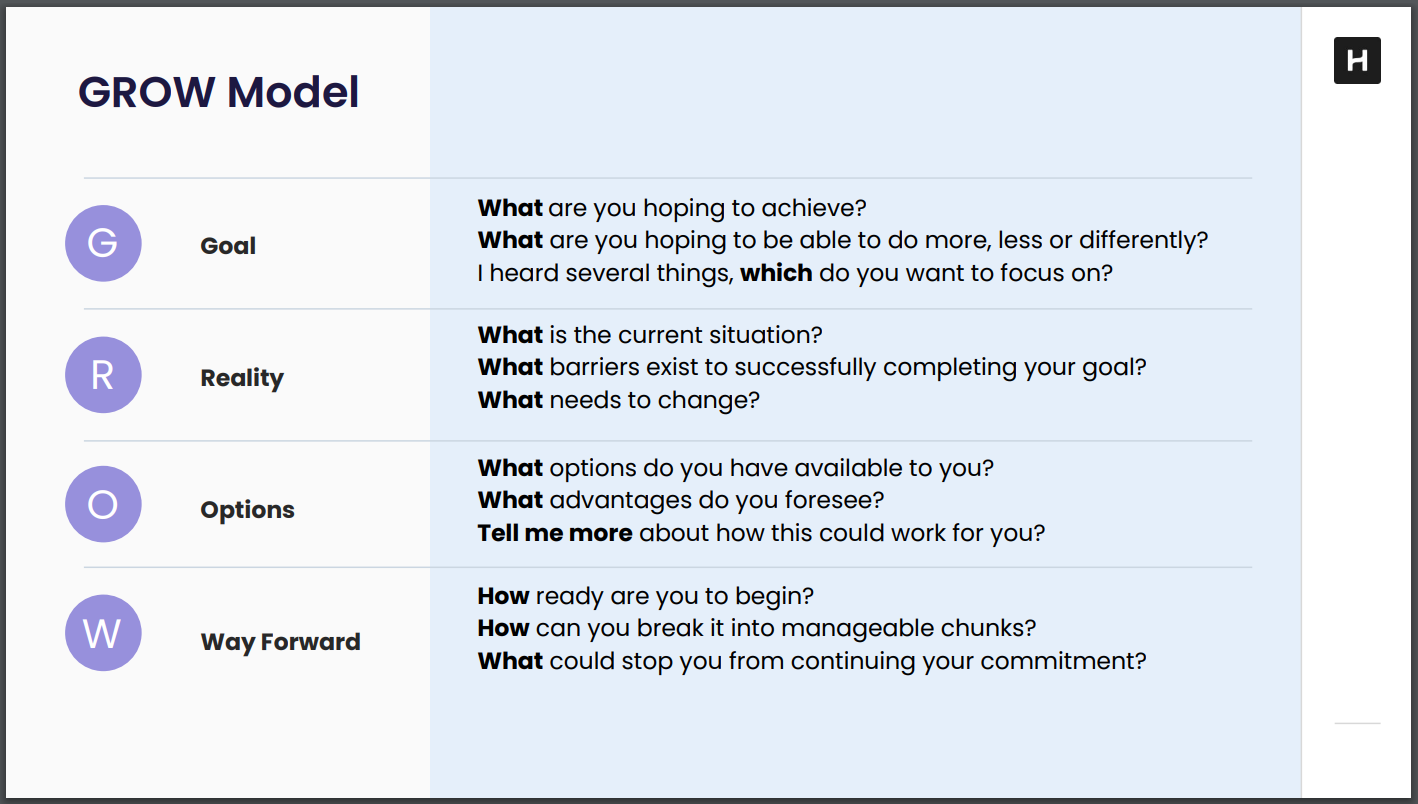 GROW Model
H
G
Goal
What are you hoping to achieve?
What are you hoping to be able to do more, less or differently?
I heard several things, which do you want to focus on?
R
Reality
What is the current situation?
What barriers exist to successfully completing your goal?
What needs to change?
O
Options
What options do you have available to you?
What advantages do you foresee?
Tell me more about how this could work for you?
W
Way Forward
How ready are you to begin?
How can you break it into manageable chunks?
What could stop you from continuing your commitment?